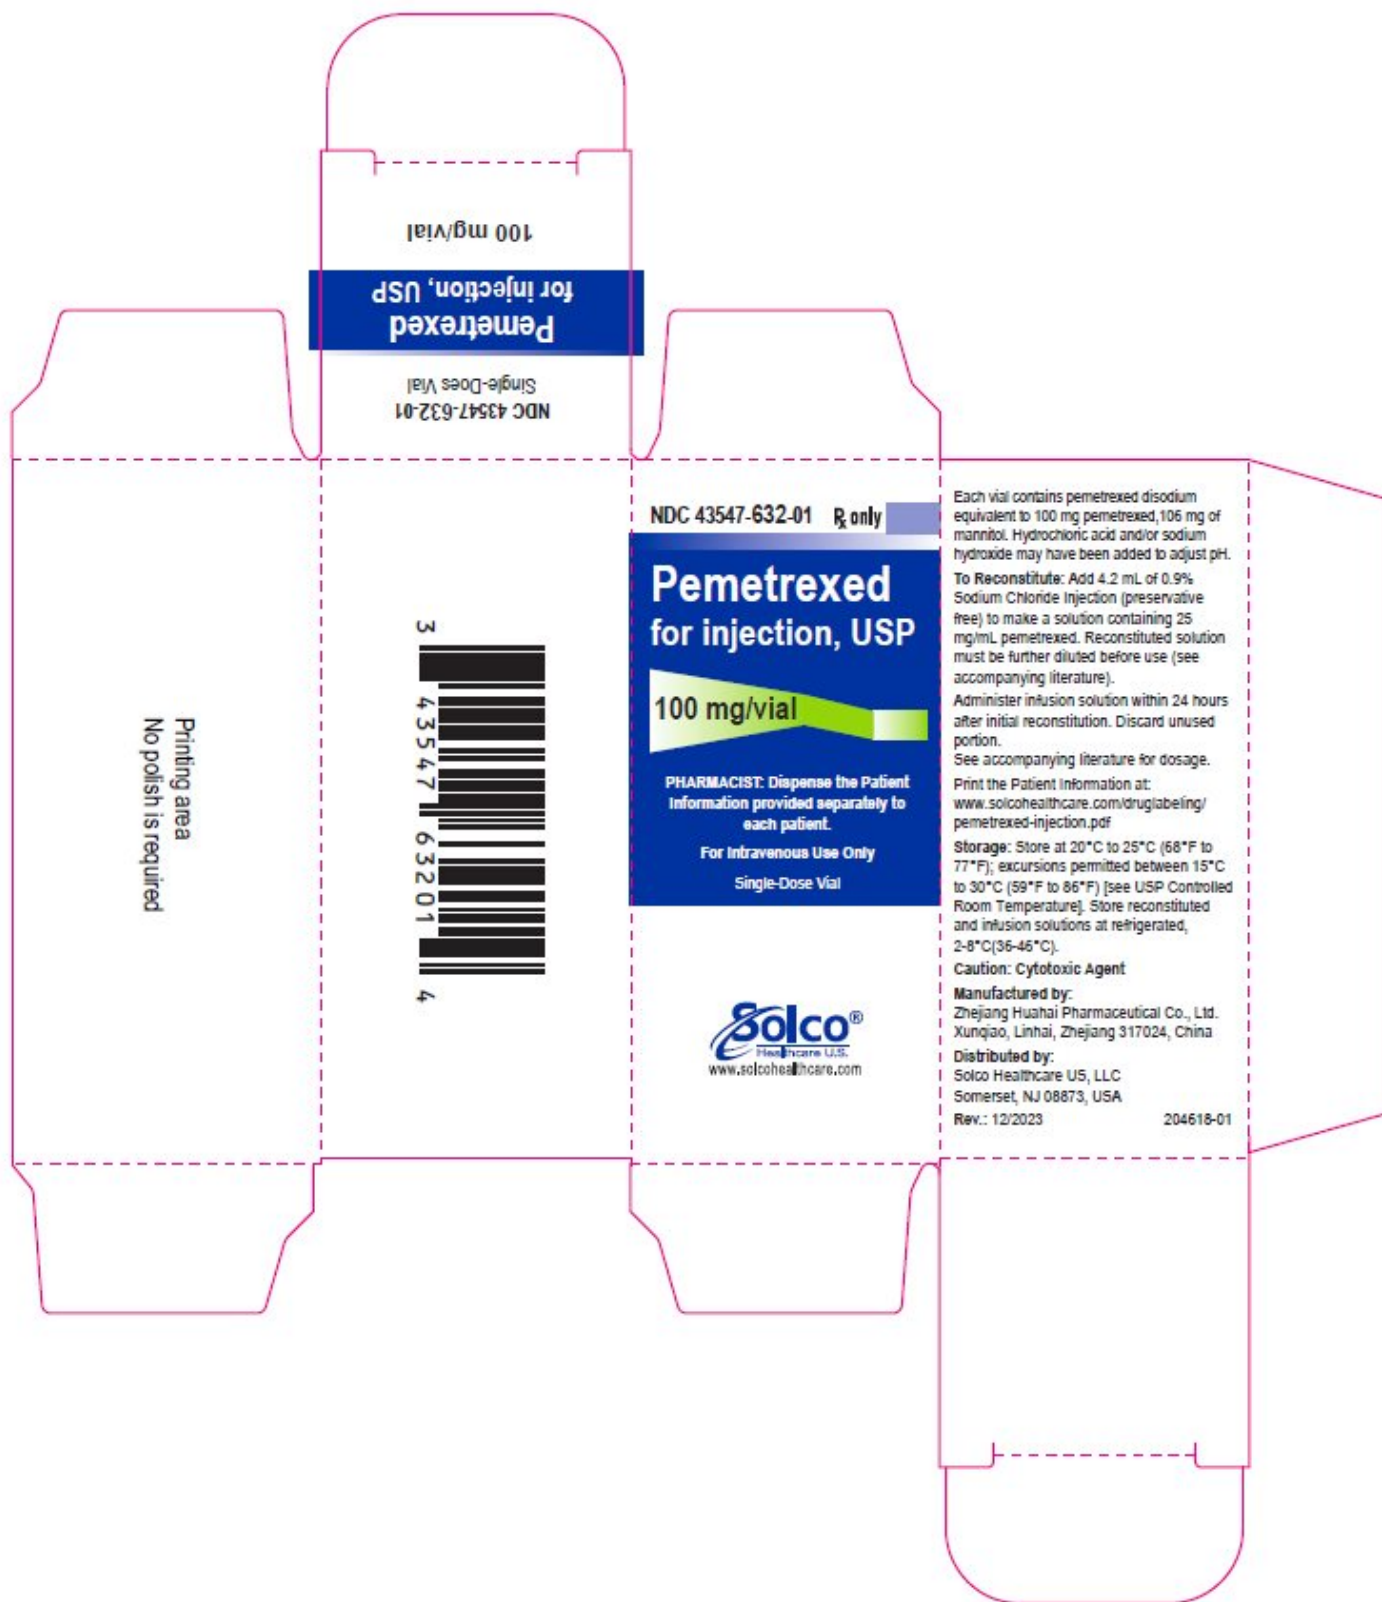 100 mg/vial
for injection, USP
Pemetrexed
Single-Does Vial
NDC 43547-632-01
Printing area
No polish is required
3 43547 63201 4
NDC 43547-632-01 ℞ only
Pemetrexed
for injection, USP
100 mg/vial
PHARMACIST: Dispense the Patient
Information provided separately to
each patient.
For Intravenous Use Only
Single-Dose Vial
Solco®
Healthcare U.S.
www.solcohealthcare.com
Each vial contains pemetrexed disodium
equivalent to 100 mg pemetrexed,106 mg of
mannitol. Hydrochloric acid and/or sodium
hydroxide may have been added to adjust pH.
To Reconstitute: Add 4.2 mL of 0.9%
Sodium Chloride Injection (preservative
free) to make a solution containing 25
mg/mL pemetrexed. Reconstituted solution
must be further diluted before use (see
accompanying literature).
Administer infusion solution within 24 hours
after initial reconstitution. Discard unused
portion.
See accompanying literature for dosage.
Print the Patient Information at:
www.solcohealthcare.com/druglabeling/
pemetrexed-injection.pdf
Storage: Store at 20°C to 25°C (68°F to
77°F); excursions permitted between 15°C
to 30°C (59°F to 86°F) [see USP Controlled
Room Temperature]. Store reconstituted
and infusion solutions at refrigerated,
2-8°C(36-46°C).
Caution: Cytotoxic Agent
Manufactured by:
Zhejiang Huahai Pharmaceutical Co., Ltd.
Xunqiao, Linhai, Zhejiang 317024, China
Distributed by:
Solco Healthcare US, LLC
Somerset, NJ 08873, USA
Rev.: 12/2023 204618-01